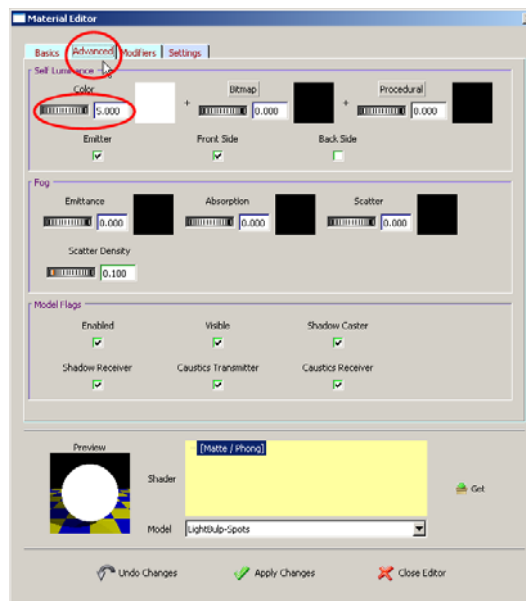 Material Editor
Basics Advanced Modifiers Settings
Self Luminance
Color Bitmap Procedural
5.000 + 0.000 + 0.000
Emitter Front Side Back Side
Fog
Emittance Absorption Scatter
0.000 0.000 0.000
Scatter Density
0.100
Model Flags
Enabled Visible Shadow Caster
Shadow Receiver Caustics Transmitter Caustics Receiver
Preview
[Matte / Phong]
Shader
Get
Model LightBulp-Spots
Undo Changes Apply Changes Close Editor